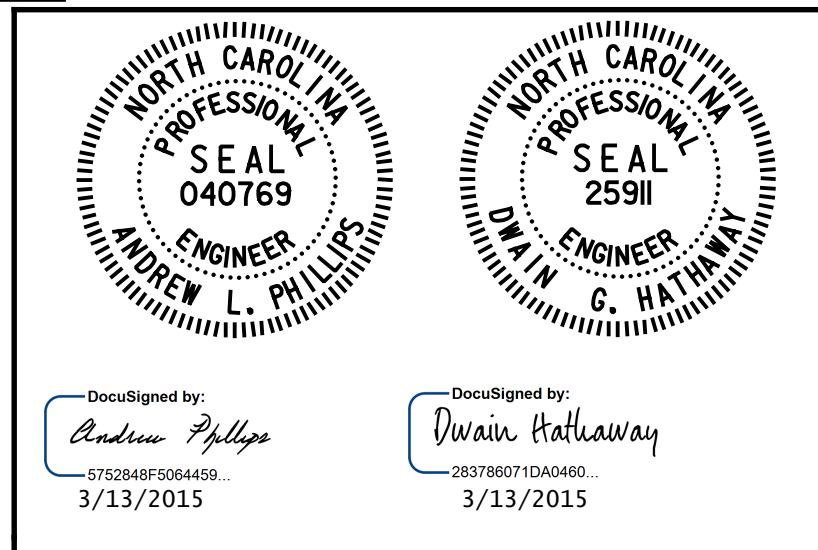 NORTH CAROLINA
PROFESSIONAL
SEAL
040769
ENGINEER
ANDREW L. PHILLIPS
NORTH CAROLINA
PROFESSIONAL
SEAL
25911
ENGINEER
DWAIN G. HATHAWAY
DocuSigned by:
Andrew Phillips
5752848F5064459...
3/13/2015
DocuSigned by:
Dwain Hathaway
283786071DA0460...
3/13/2015